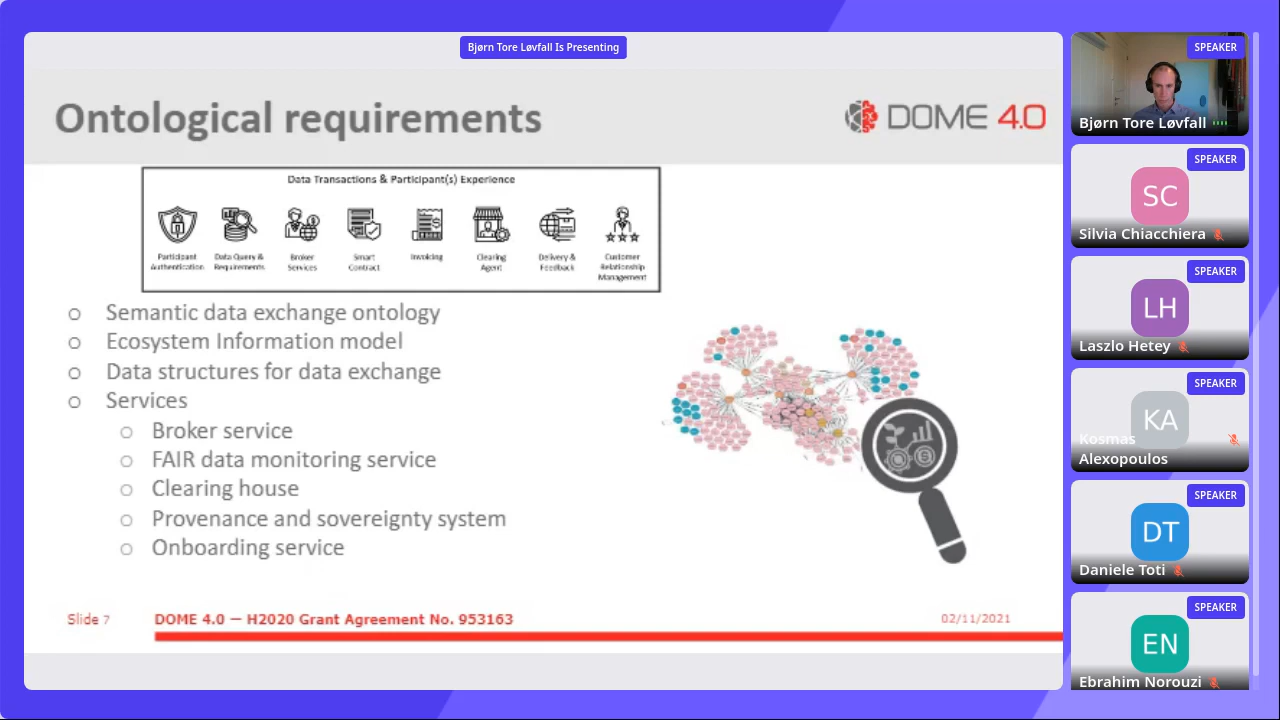 Bjørn Tore Løvfall Is Presenting
Ontological requirements
DOME 4.0
Data Transactions & Participant(s) Experience
Participant Authentication
Data Query & Requirements
Broker Services
Smart Contract
Invoicing
Clearing Agent
Delivery & Feedback
Customer Relationship Management
Semantic data exchange ontology
Ecosystem Information model
Data structures for data exchange
Services
Broker service
FAIR data monitoring service
Clearing house
Provenance and sovereignty system
Onboarding service
Slide 7
DOME 4.0 — H2020 Grant Agreement No. 953163
02/11/2021
SPEAKER
Bjørn Tore Løvfall
SPEAKER
SC
Silvia Chiacchiera
SPEAKER
LH
Laszlo Hetey
SPEAKER
KA
Kosmas
Alexopoulos
SPEAKER
DT
Daniele Toti
SPEAKER
EN
Ebrahim Norouzi